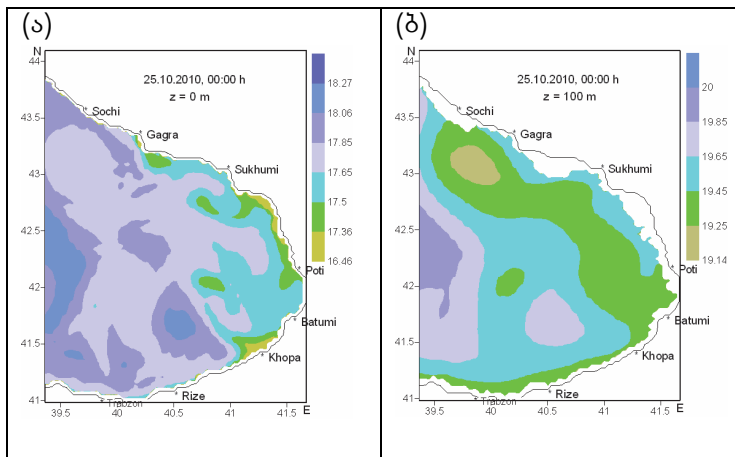 (ა)
N
44
43.5
43
42.5
42
41.5
41
39.5
40
40.5
41
41.5
E
25.10.2010, 00:00 h
z = 0 m
Sochi
Gagra
Sukhumi
Poti
Batumi
Khopa
Rize
Trabzon
18.27
18.06
17.85
17.65
17.5
17.36
16.46
(ბ)
N
44
43.5
43
42.5
42
41.5
41
39.5
40
40.5
41
41.5
E
25.10.2010, 00:00 h
z = 100 m
Sochi
Gagra
Sukhumi
Poti
Batumi
Khopa
Rize
Trabzon
20
19.85
19.65
19.45
19.25
19.14